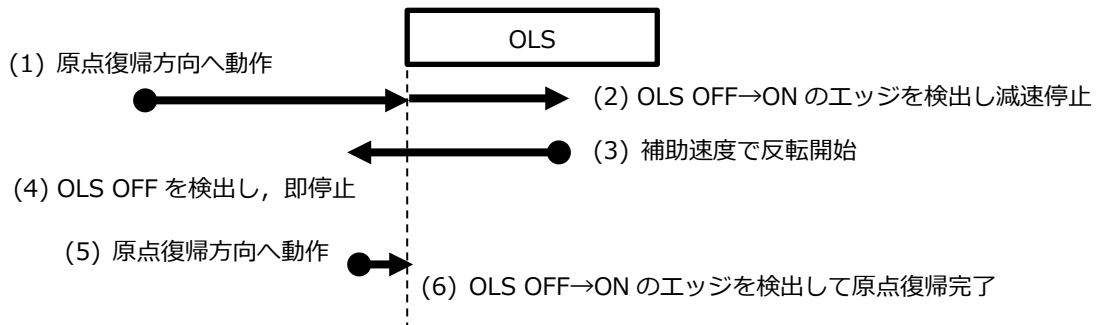 OLS
(1) 原点復帰方向へ動作
(2) OLS OFF→ON のエッジを検出し減速停止
(3) 補助速度で反転開始
(4) OLS OFF を検出し，即停止
(5) 原点復帰方向へ動作
(6) OLS OFF→ON のエッジを検出して原点復帰完了